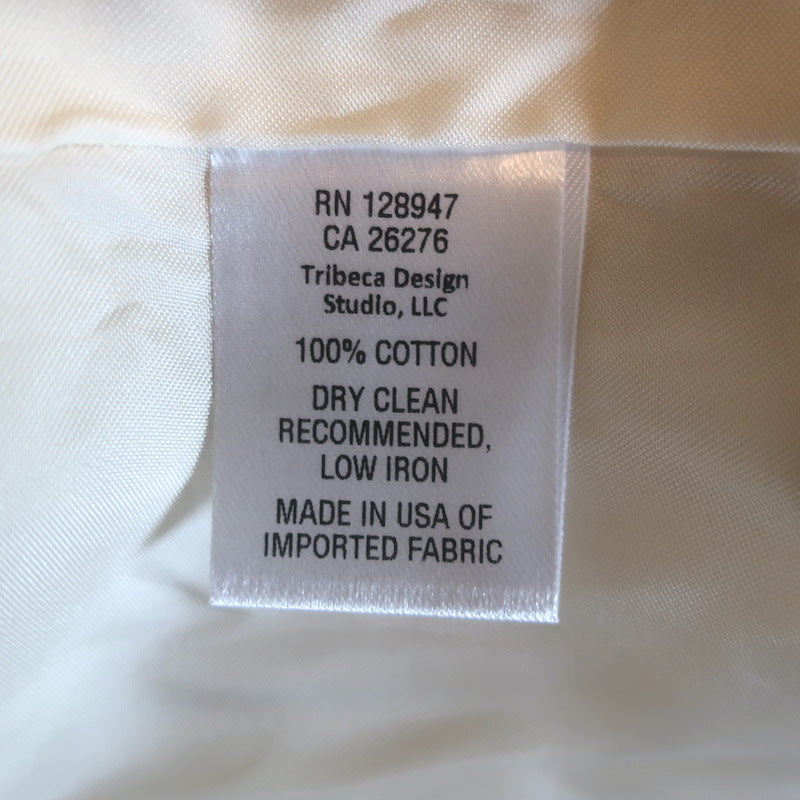 RN 128947
CA 26276
Tribeca Design
Studio, LLC
100% COTTON
DRY CLEAN
RECOMMENDED,
LOW IRON
MADE IN USA OF
IMPORTED FABRIC